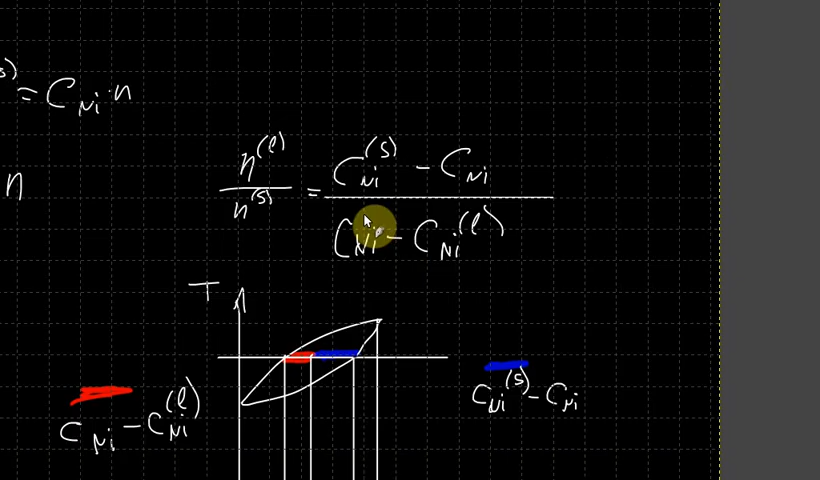 (s) = C_Ni · n
n
n^(l) / n^(s) = (C_Ni^(s) − C_Ni) / (C_Ni − C_Ni^(l))
T
C_Ni − C_Ni^(l)
C_Ni^(s) − C_Ni